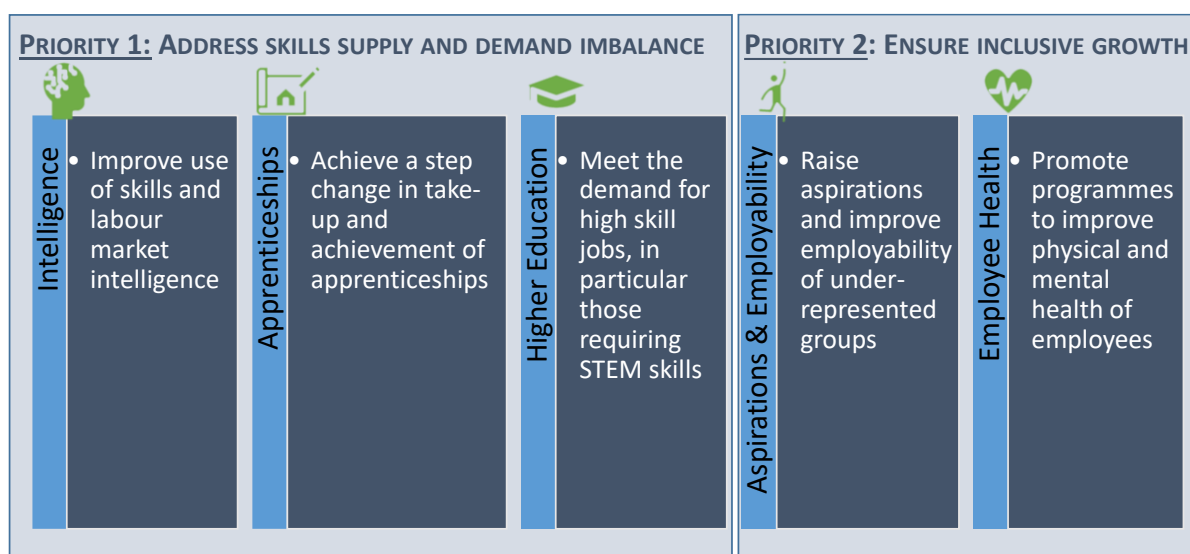 PRIORITY 1: ADDRESS SKILLS SUPPLY AND DEMAND IMBALANCE
Intelligence
• Improve use
of skills and
labour
market
intelligence
Apprenticeships
• Achieve a step
change in take-
up and
achievement of
apprenticeships
Higher Education
• Meet the
demand for
high skill
jobs, in
particular
those
requiring
STEM skills
PRIORITY 2: ENSURE INCLUSIVE GROWTH
Aspirations & Employability
• Raise
aspirations
and improve
employability
of under-
represented
groups
Employee Health
• Promote
programmes
to improve
physical and
mental
health of
employees